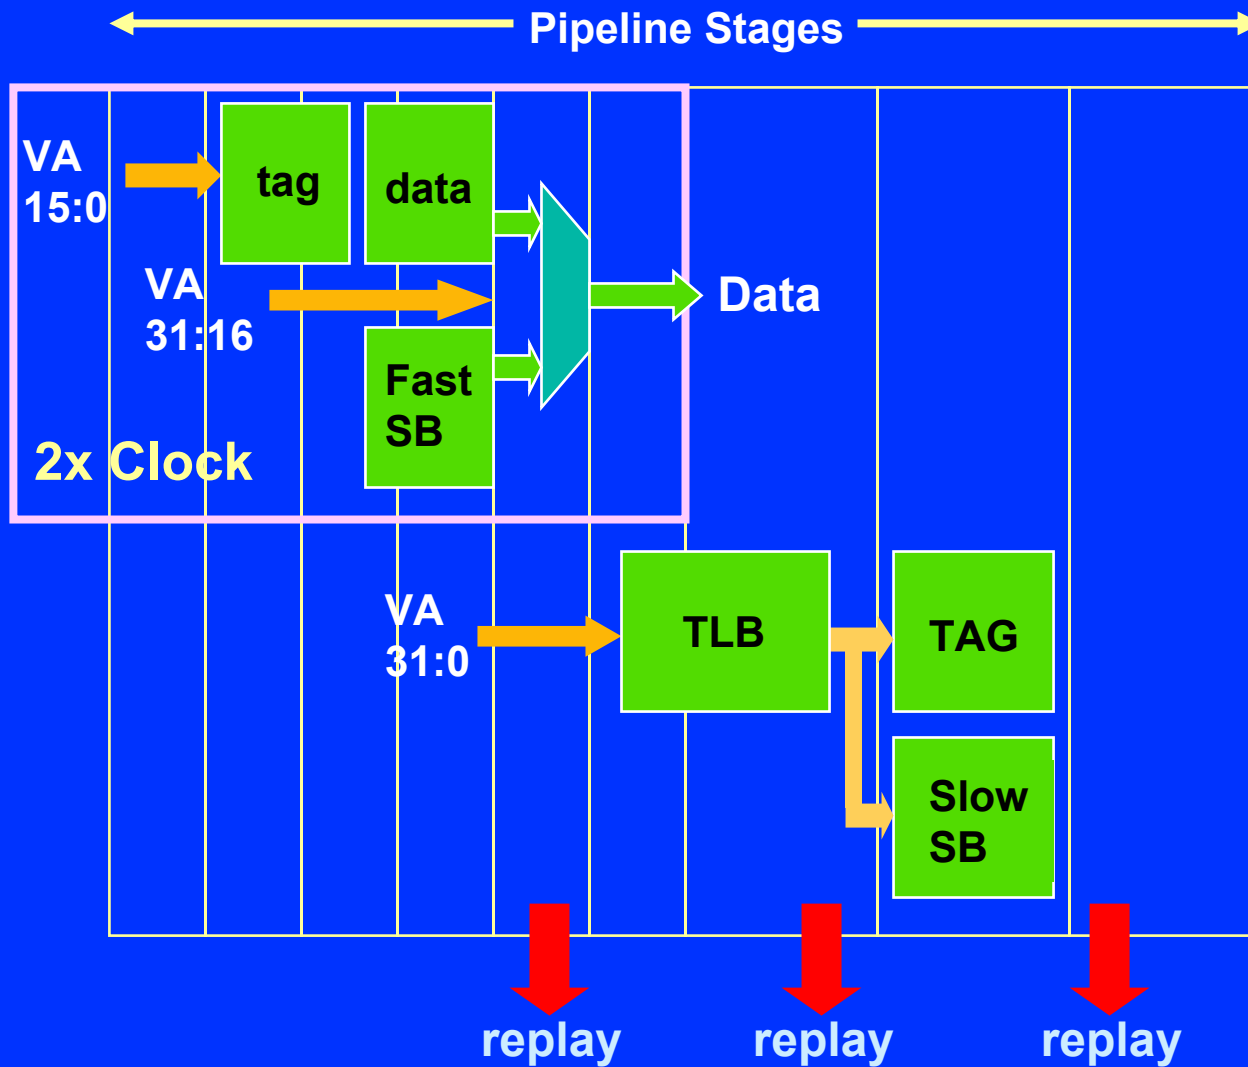 Pipeline Stages
VA
15:0
tag
data
VA
31:16
Data
Fast
SB
2x Clock
VA
31:0
TLB
TAG
Slow
SB
replay
replay
replay